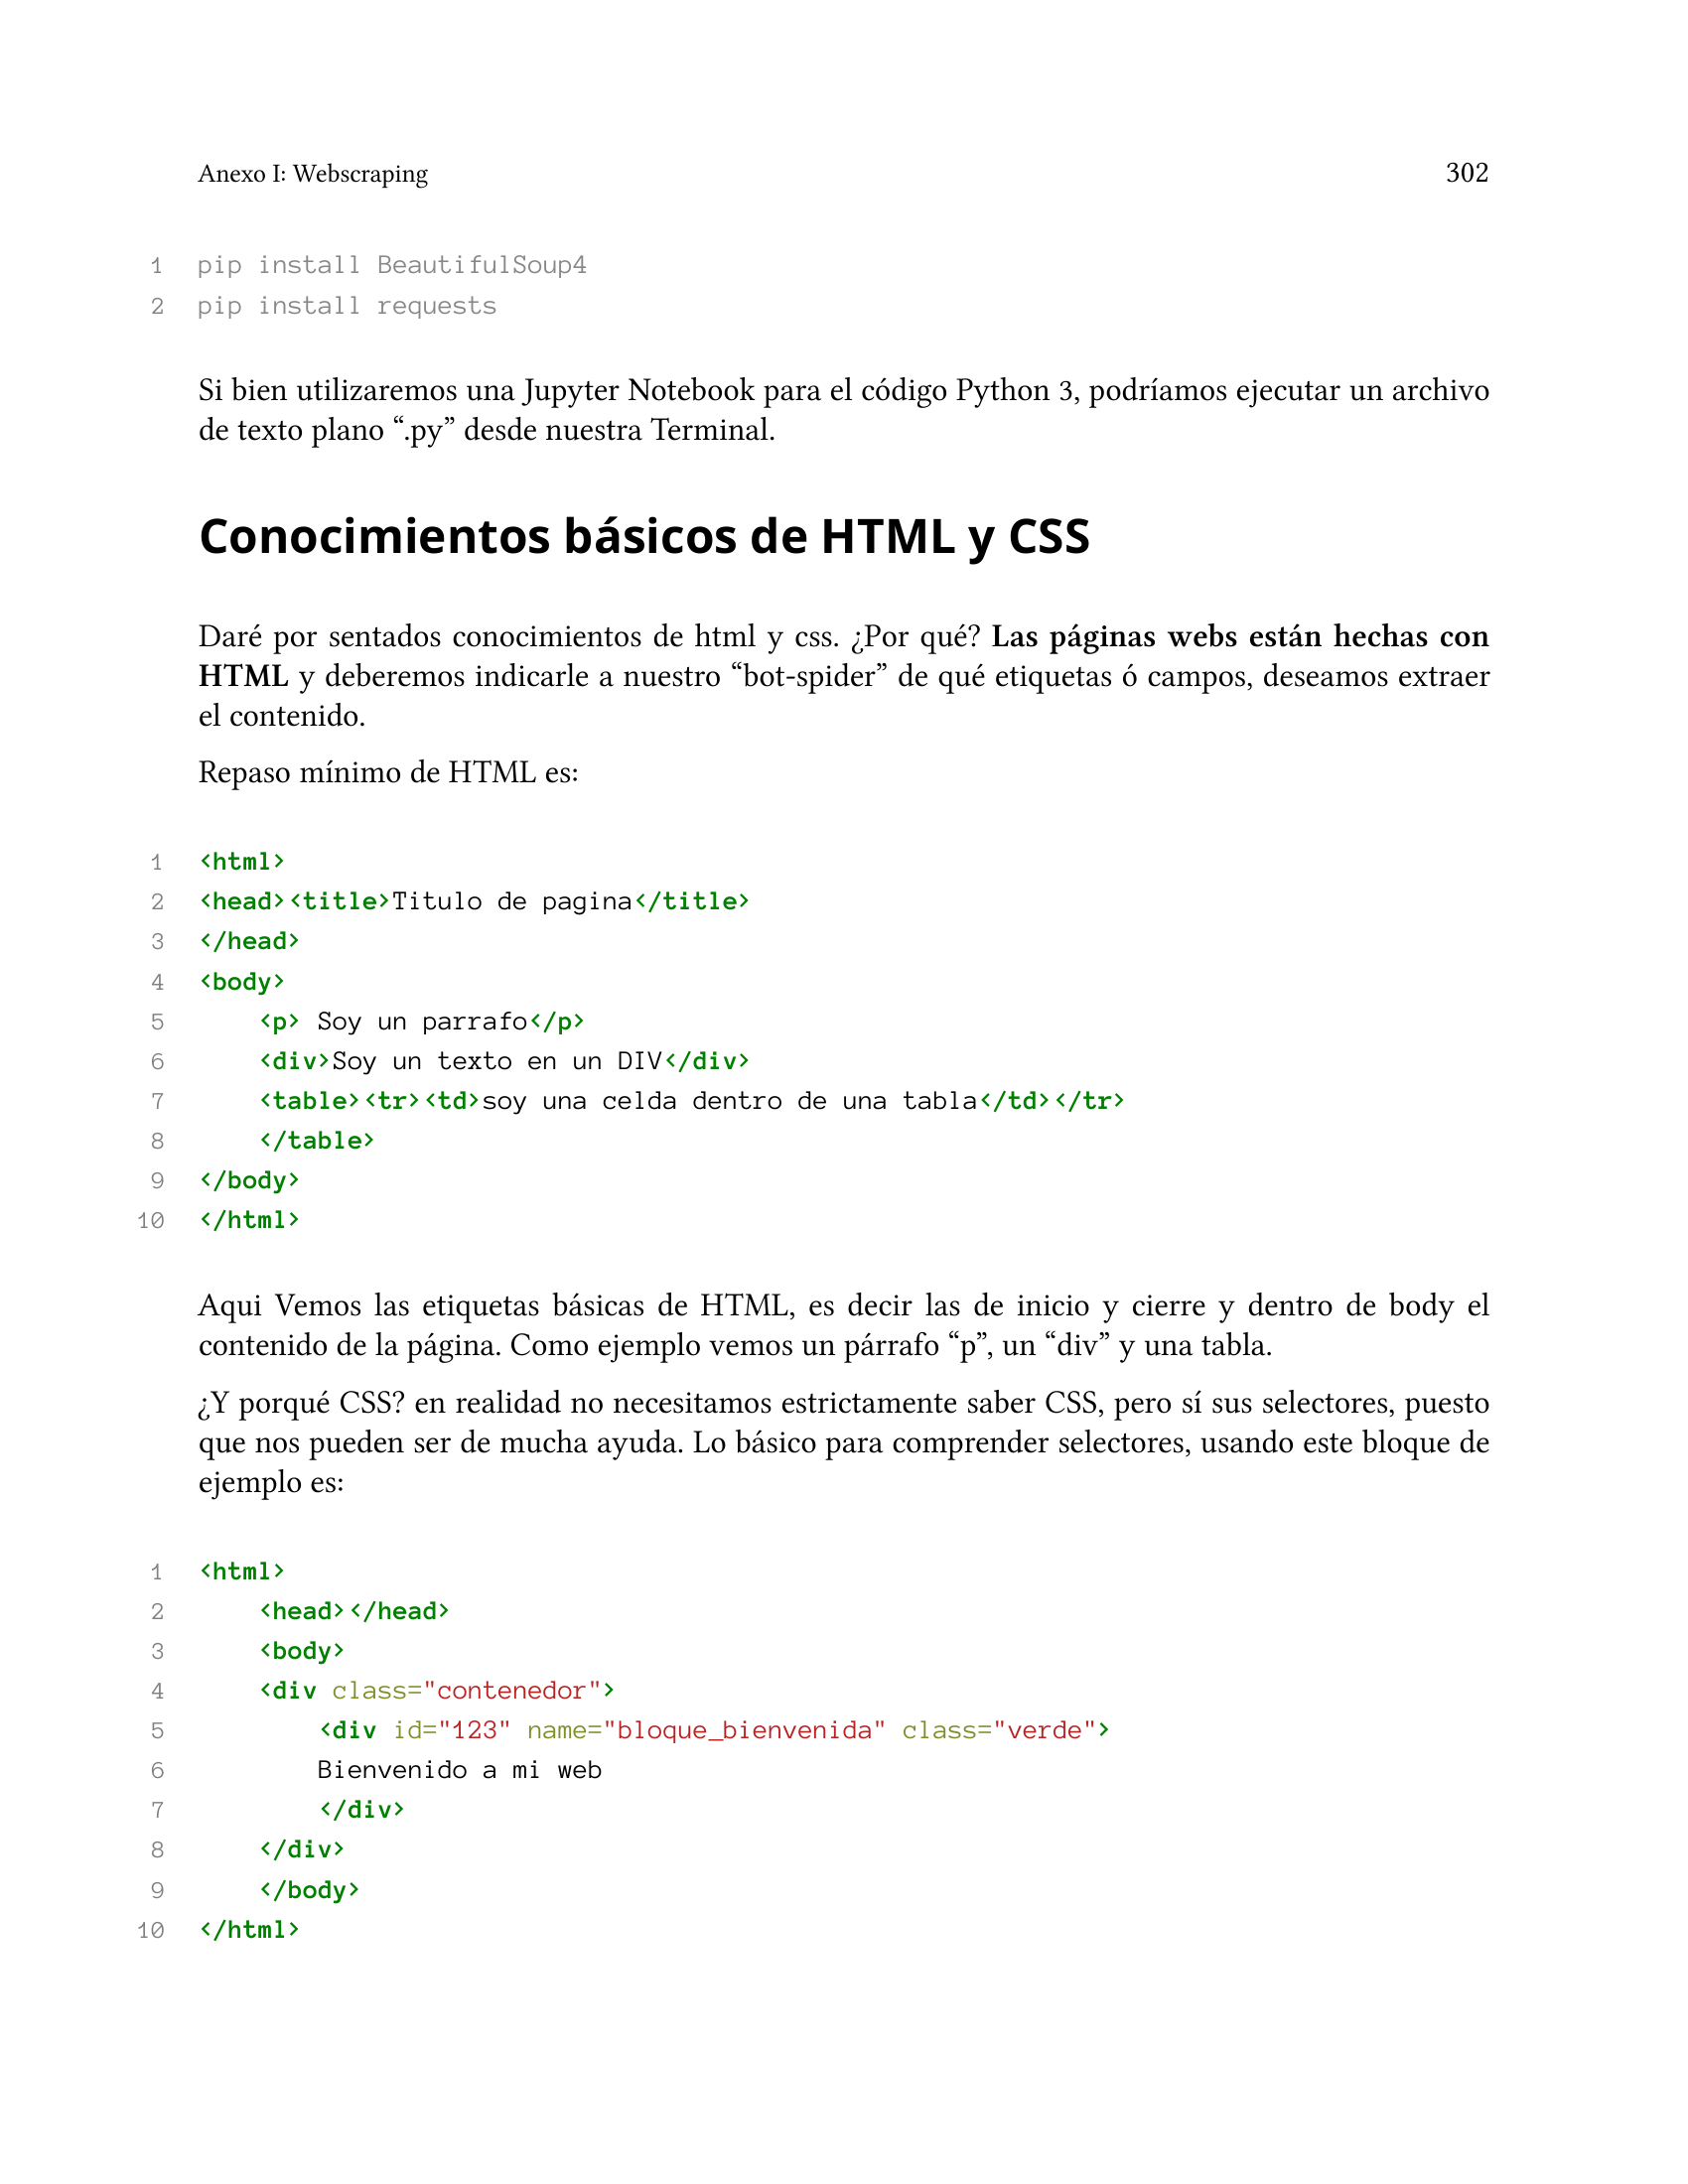 Anexo I: Webscraping 302
1 pip install BeautifulSoup4
2 pip install requests
Si bien utilizaremos una Jupyter Notebook para el código Python 3, podríamos ejecutar un archivo
de texto plano “.py” desde nuestra Terminal.
Conocimientos básicos de HTML y CSS
Daré por sentados conocimientos de html y css. ¿Por qué? Las páginas webs están hechas con
HTML y deberemos indicarle a nuestro “bot-spider” de qué etiquetas ó campos, deseamos extraer
el contenido.
Repaso mínimo de HTML es:
1 <html>
2 <head><title>Titulo de pagina</title>
3 </head>
4 <body>
5     <p> Soy un parrafo</p>
6     <div>Soy un texto en un DIV</div>
7     <table><tr><td>soy una celda dentro de una tabla</td></tr>
8     </table>
9 </body>
10 </html>
Aqui Vemos las etiquetas básicas de HTML, es decir las de inicio y cierre y dentro de body el
contenido de la página. Como ejemplo vemos un párrafo “p”, un “div” y una tabla.
¿Y porqué CSS? en realidad no necesitamos estrictamente saber CSS, pero sí sus selectores, puesto
que nos pueden ser de mucha ayuda. Lo básico para comprender selectores, usando este bloque de
ejemplo es:
1 <html>
2     <head></head>
3     <body>
4     <div class="contenedor">
5         <div id="123" name="bloque_bienvenida" class="verde">
6         Bienvenido a mi web
7         </div>
8     </div>
9     </body>
10 </html>